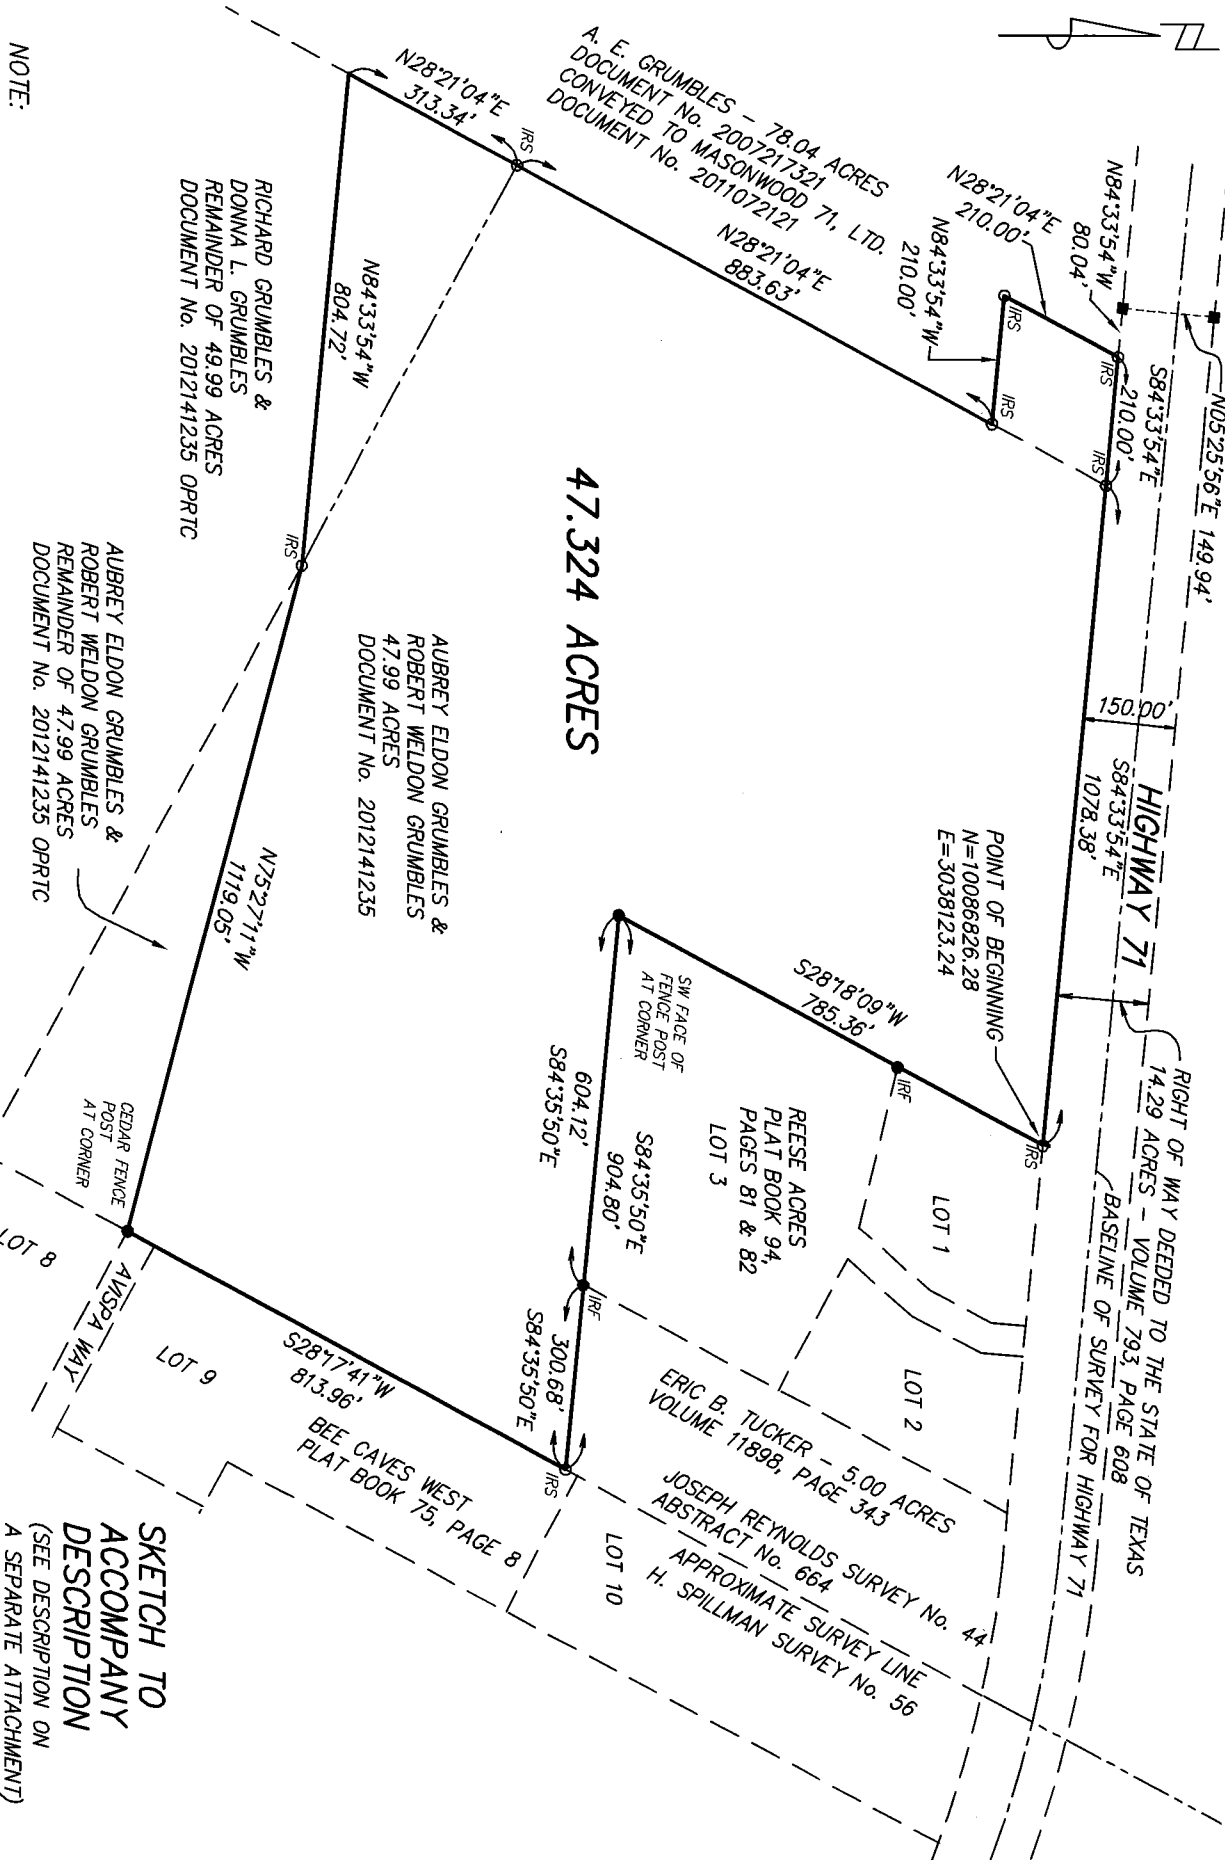 N
N05°25'56"E 149.94'
N84°33'54"W
80.04'
S84°33'54"E
210.00'
N28°21'04"E
210.00'
N84°33'54"W
210.00'
IRS
IRS
IRS
IRS
A. E. GRUMBLES - 78.04 ACRES
DOCUMENT No. 2007217321
CONVEYED TO MASONWOOD 71, LTD.
DOCUMENT No. 2011072121
N28°21'04"E
883.63'
IRS
N28°21'04"E
313.34'
150.00'
HIGHWAY 71
S84°33'54"E
1078.38'
RIGHT OF WAY DEEDED TO THE STATE OF TEXAS
14.29 ACRES - VOLUME 793, PAGE 608
BASELINE OF SURVEY FOR HIGHWAY 71
POINT OF BEGINNING
N=10086826.28
E=3038123.24
IRS
47.324 ACRES
S28°18'09"W
785.36'
IRF
LOT 1
LOT 2
REESE ACRES
PLAT BOOK 94,
PAGES 81 & 82
LOT 3
SW FACE OF
FENCE POST
AT CORNER
S84°35'50"E
904.80'
604.12'
S84°35'50"E
IRF
300.68'
S84°35'50"E
IRS
ERIC B. TUCKER - 5.00 ACRES
VOLUME 11898, PAGE 343
JOSEPH REYNOLDS SURVEY No. 44
ABSTRACT No. 664
APPROXIMATE SURVEY LINE
H. SPILLMAN SURVEY No. 56
LOT 10
AUBREY ELDON GRUMBLES &
ROBERT WELDON GRUMBLES
47.99 ACRES
DOCUMENT No. 2012141235
N84°33'54"W
804.72'
IRS
RICHARD GRUMBLES &
DONNA L. GRUMBLES
REMAINDER OF 49.99 ACRES
DOCUMENT No. 2012141235 OPRTC
N75°27'11"W
1119.05'
S28°17'41"W
813.96'
BEE CAVES WEST
PLAT BOOK 75, PAGE 8
LOT 9
AVISPA WAY
LOT 8
CEDAR FENCE
POST
AT CORNER
AUBREY ELDON GRUMBLES &
ROBERT WELDON GRUMBLES
REMAINDER OF 47.99 ACRES
DOCUMENT No. 2012141235 OPRTC
NOTE:
SKETCH TO
ACCOMPANY
DESCRIPTION
(SEE DESCRIPTION ON
A SEPARATE ATTACHMENT)